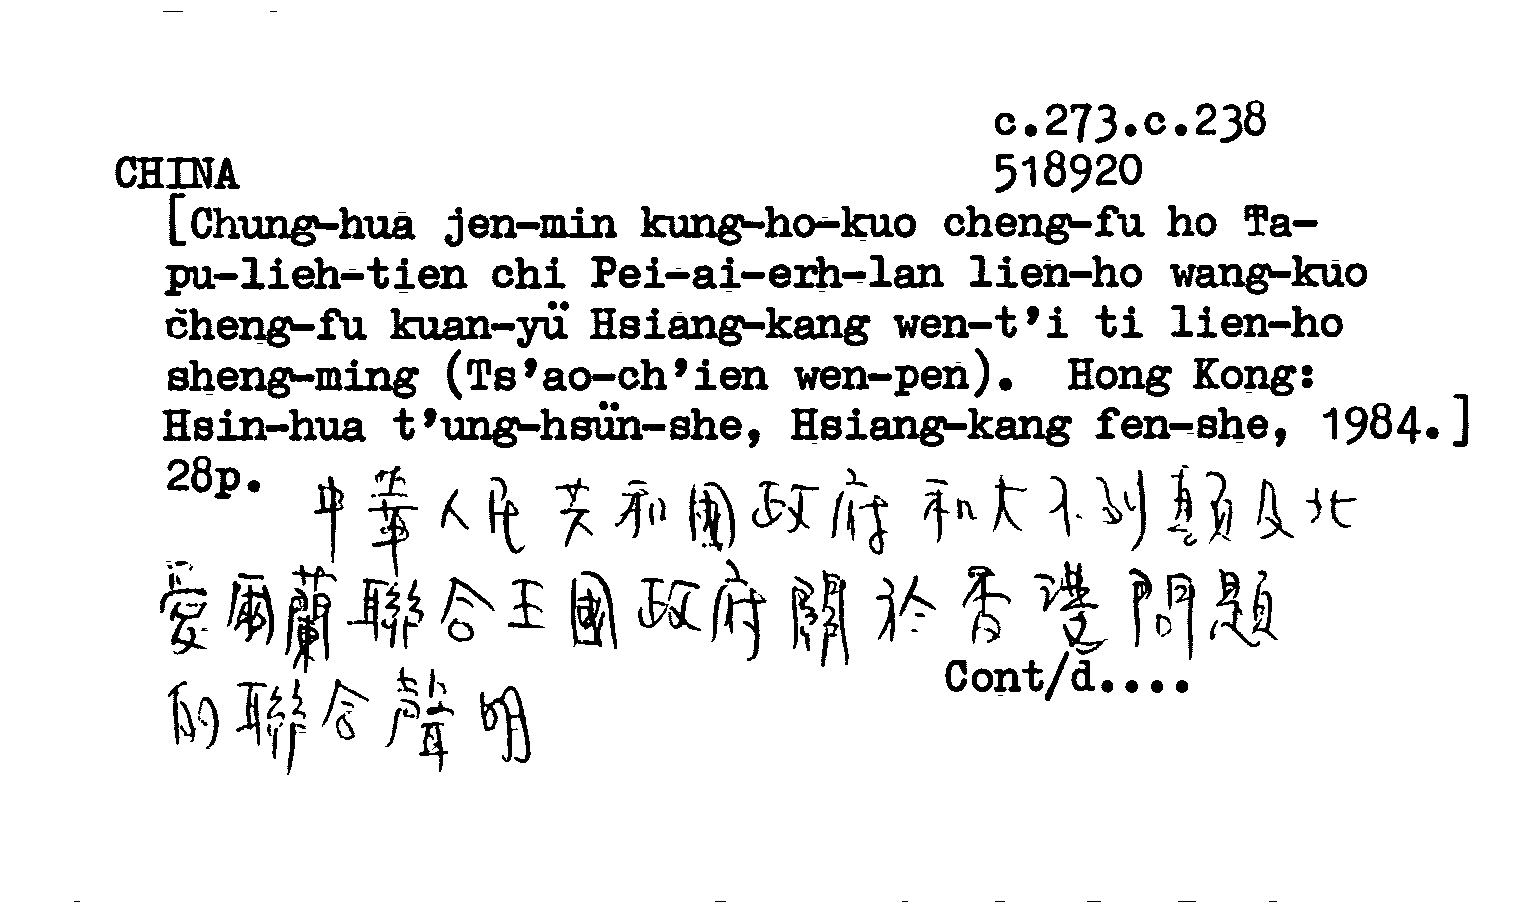 c.273.c.238
CHINA 518920
[Chung-hua jen-min kung-ho-kuo cheng-fu ho Ta-
pu-lieh-tien chi Pei-ai-erh-lan lien-ho wang-kuo
cheng-fu kuan-yü Hsiang-kang wen-t'i ti lien-ho
sheng-ming (Ts'ao-ch'ien wen-pen). Hong Kong:
Hsin-hua t'ung-hsün-she, Hsiang-kang fen-she, 1984.]
28p.
中華人民共和國政府和大不列顛及北
愛爾蘭聯合王國政府關於香港問題
Cont/d....
的聯合聲明